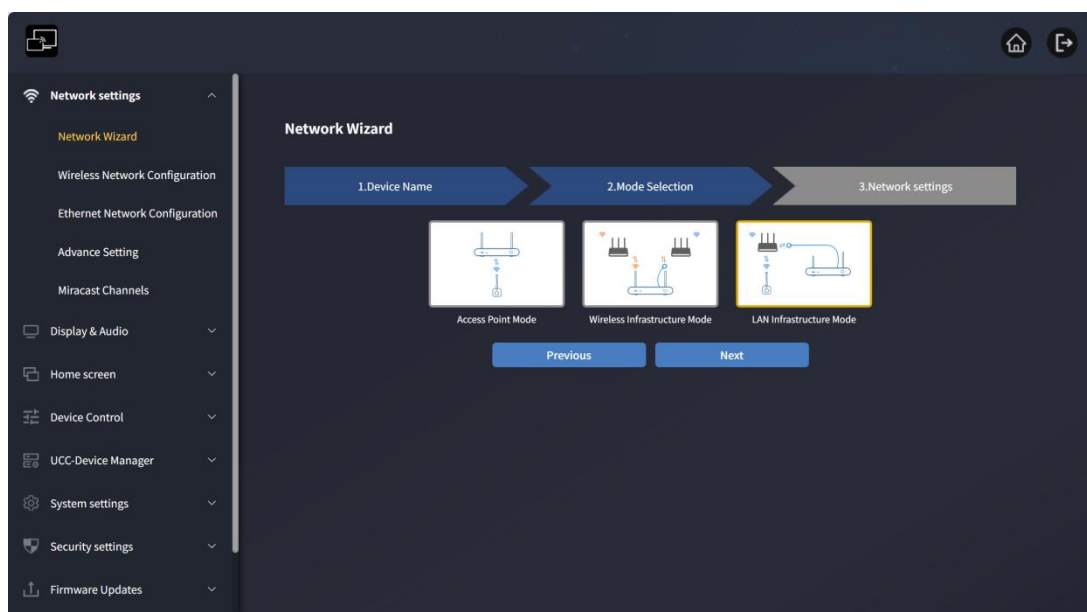 Network settings
Network Wizard
Wireless Network Configuration
Ethernet Network Configuration
Advance Setting
Miracast Channels
Display & Audio
Home screen
Device Control
UCC-Device Manager
System settings
Security settings
Firmware Updates
Network Wizard
1.Device Name
2.Mode Selection
3.Network settings
Access Point Mode
Wireless Infrastructure Mode
LAN Infrastructure Mode
Previous
Next